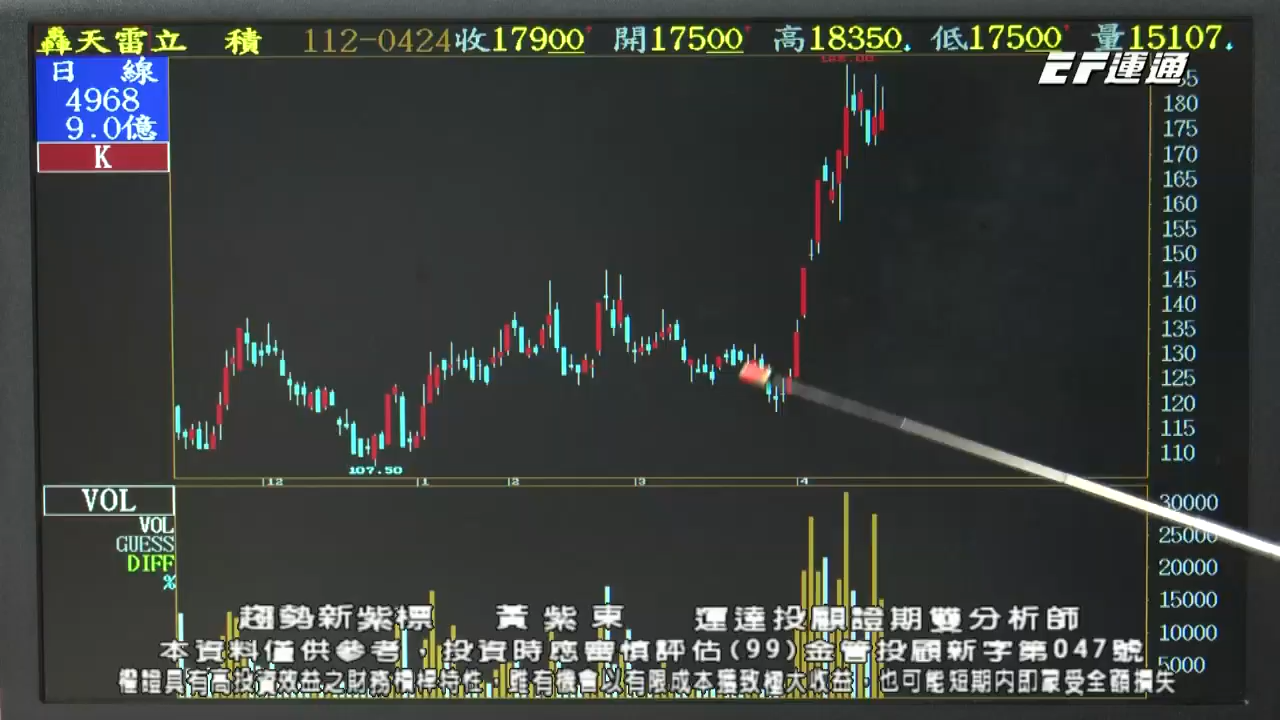 轟天雷立 積 112-0424收17900 開17500 高18350 低17500 量15107
EF運通
日 線
4968
9.0億
K
185
180
175
170
165
160
155
150
145
140
135
130
125
120
115
110
107.50
12 1 2 3 4
VOL
VOL
GUESS
DIFF
%
30000
25000
20000
15000
10000
5000
趨勢新紫標 黃紫東 運達投顧證期雙分析師
本資料僅供參考，投資時應審慎評估(99)金管投顧新字第047號
權證具有高投資效益之財務槓桿特性；雖有機會以有限成本獲致極大收益，也可能短期內即蒙受全額損失